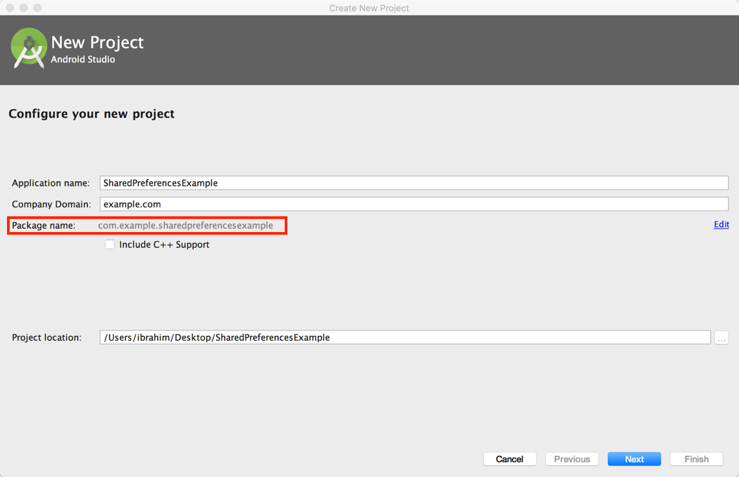 Create New Project
New Project
Android Studio
Configure your new project
Application name: SharedPreferencesExample
Company Domain: example.com
Package name: com.example.sharedpreferencesexample Edit
Include C++ Support
Project location: /Users/ibrahim/Desktop/SharedPreferencesExample ...
Cancel Previous Next Finish